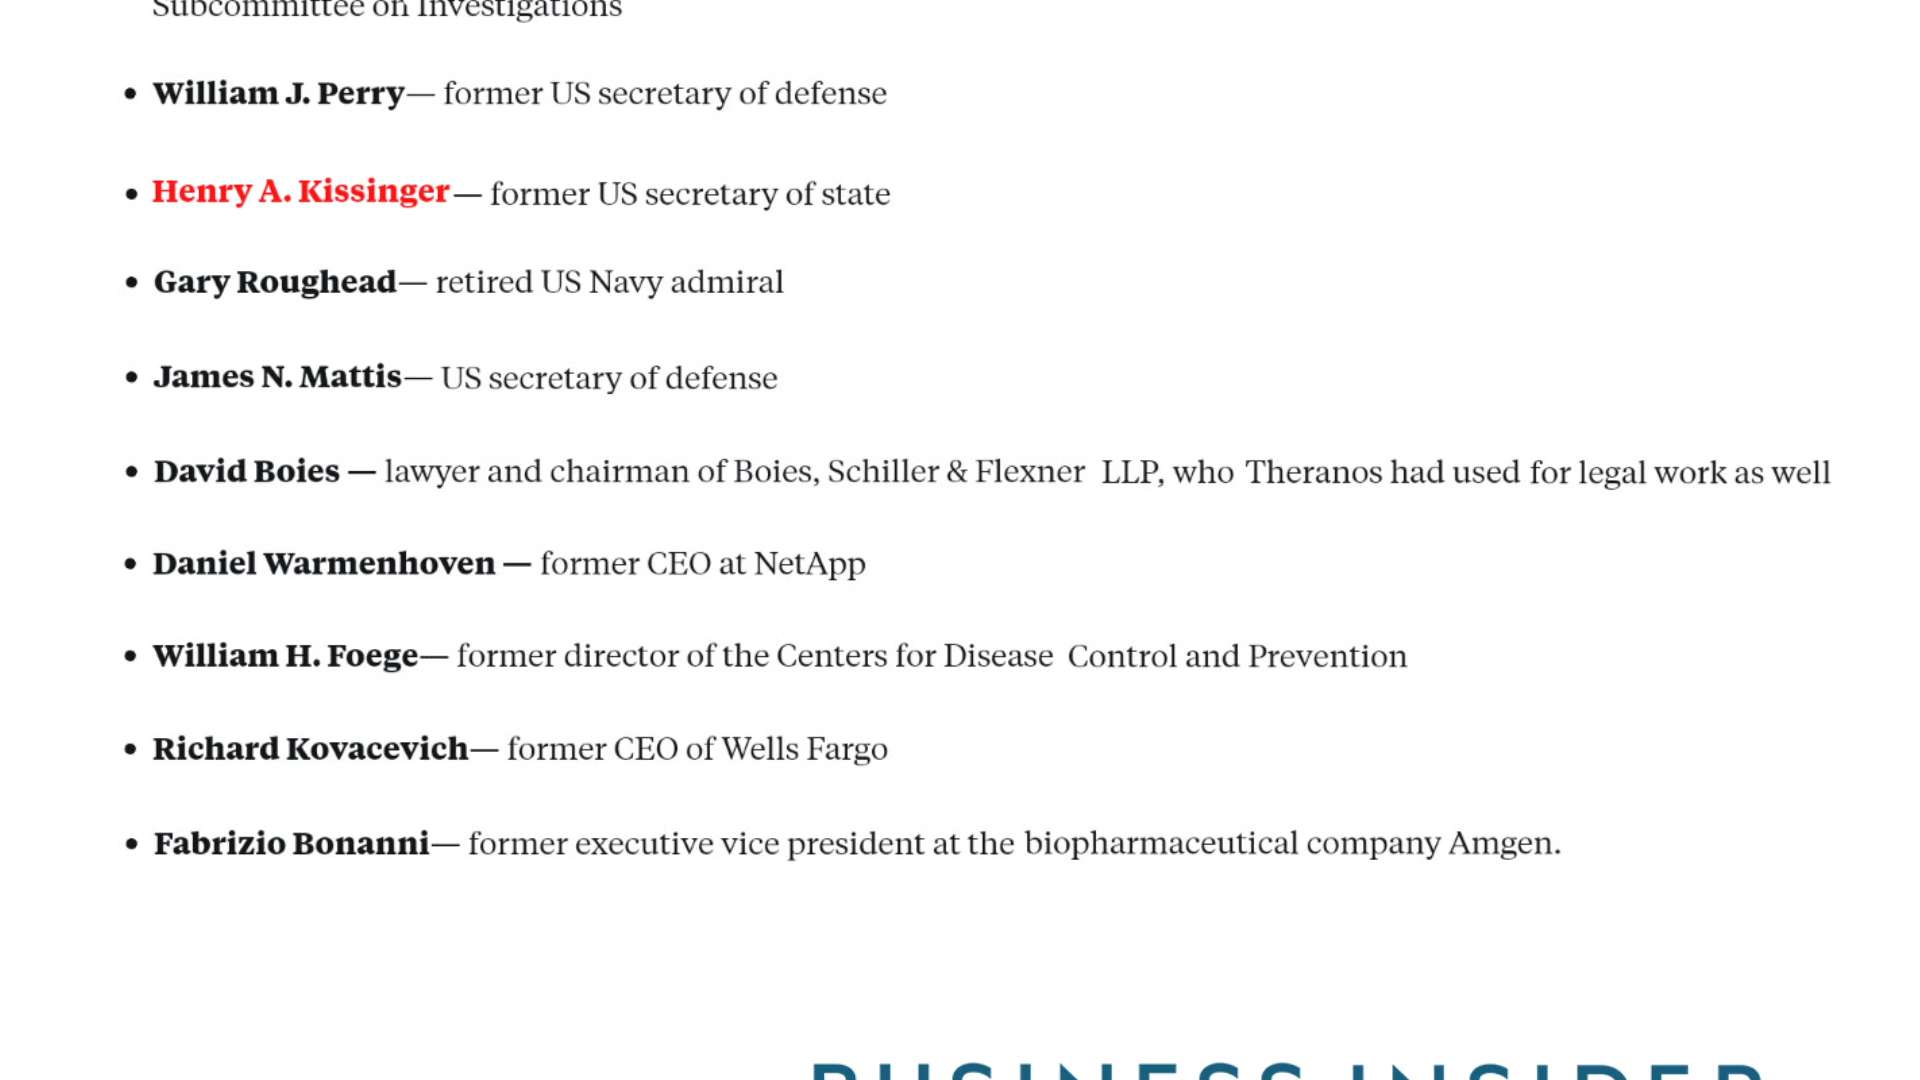 Subcommittee on Investigations
• William J. Perry— former US secretary of defense
• Henry A. Kissinger— former US secretary of state
• Gary Roughead— retired US Navy admiral
• James N. Mattis— US secretary of defense
• David Boies — lawyer and chairman of Boies, Schiller & Flexner LLP, who Theranos had used for legal work as well
• Daniel Warmenhoven — former CEO at NetApp
• William H. Foege— former director of the Centers for Disease Control and Prevention
• Richard Kovacevich— former CEO of Wells Fargo
• Fabrizio Bonanni— former executive vice president at the biopharmaceutical company Amgen.
BUSINESS INSIDER